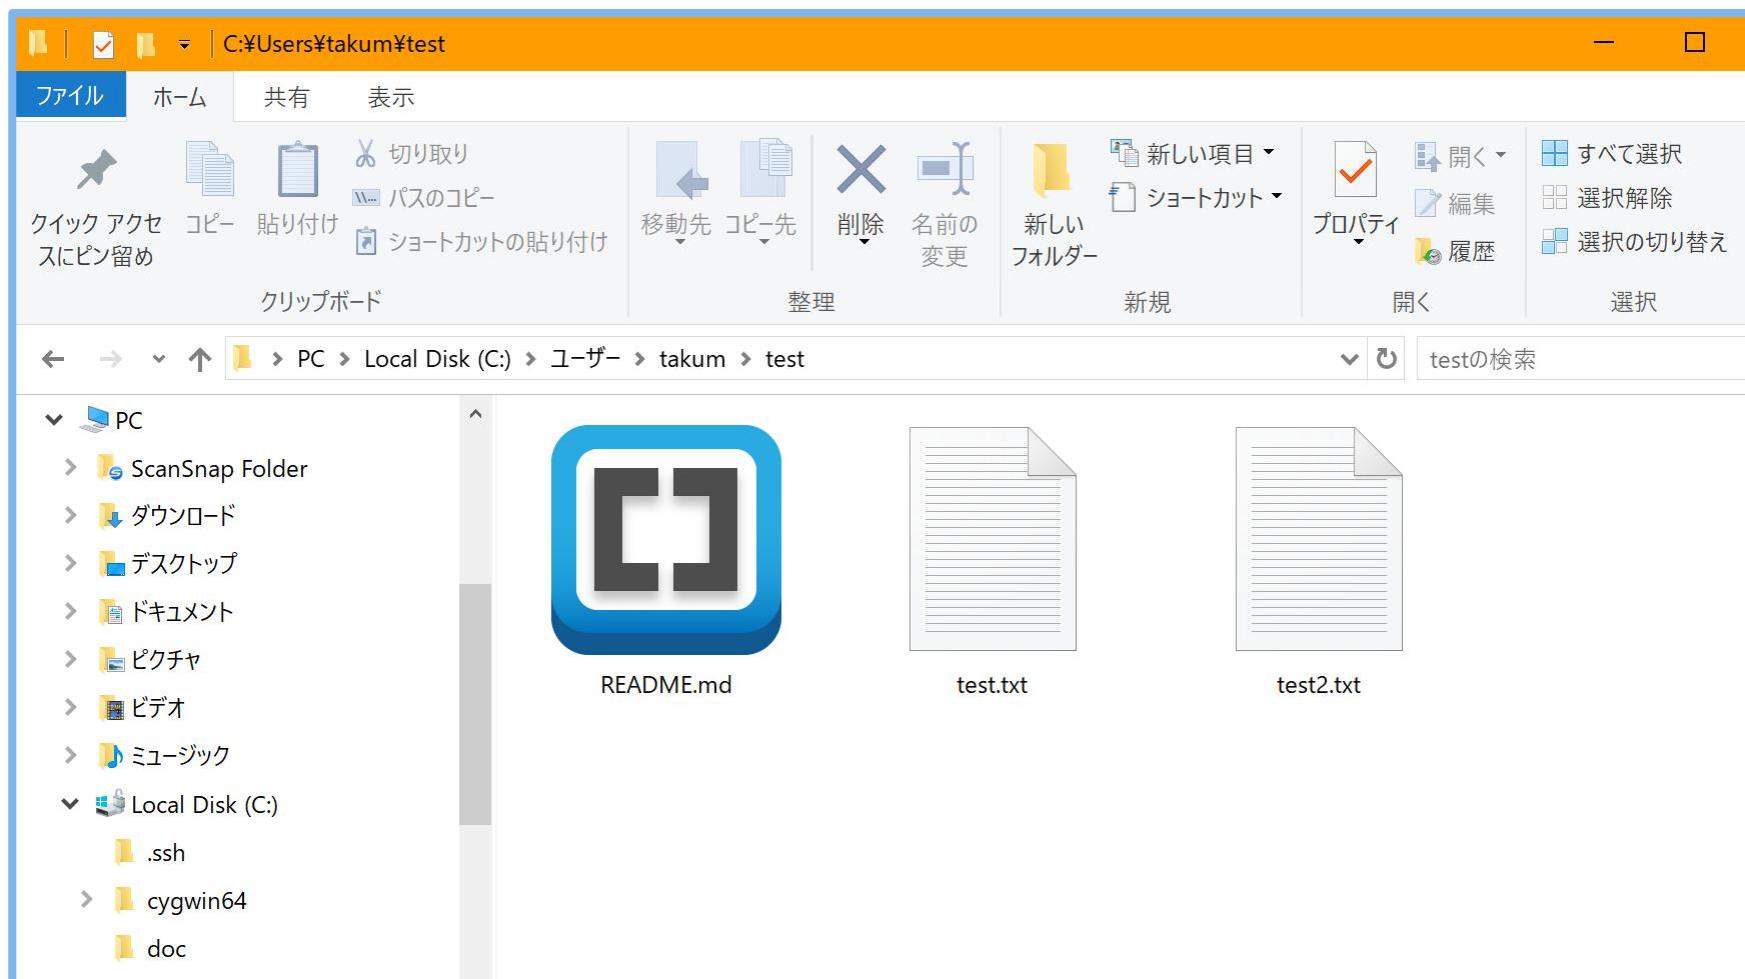 C:¥Users¥takum¥test
ファイル ホーム 共有 表示
クイック アクセ
スにピン留め
コピー
貼り付け
切り取り
パスのコピー
ショートカットの貼り付け
クリップボード
移動先
コピー先
削除
名前の
変更
整理
新しい
フォルダー
新しい項目
ショートカット
新規
プロパティ
開く
編集
履歴
開く
すべて選択
選択解除
選択の切り替え
選択
PC Local Disk (C:) ユーザー takum test
testの検索
PC
ScanSnap Folder
ダウンロード
デスクトップ
ドキュメント
ピクチャ
ビデオ
ミュージック
Local Disk (C:)
.ssh
cygwin64
doc
README.md
test.txt
test2.txt